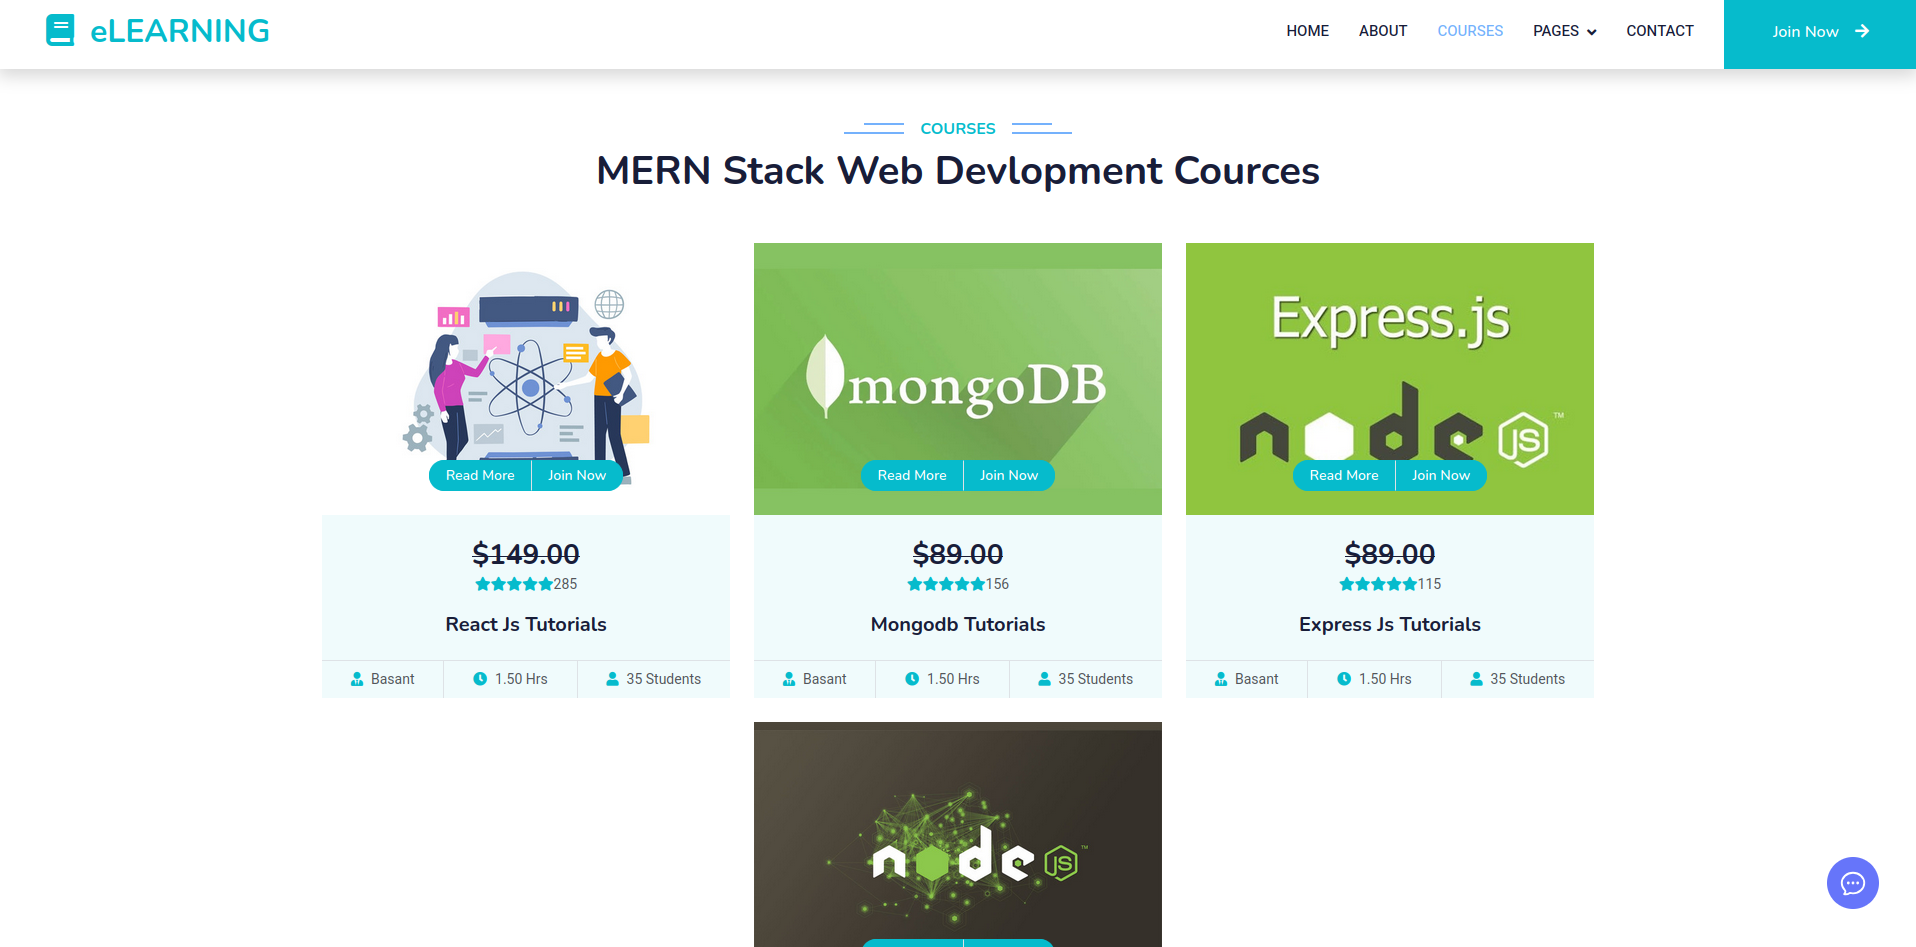 eLEARNING
HOME ABOUT COURSES PAGES CONTACT Join Now
COURSES
MERN Stack Web Devlopment Cources
mongoDB
Express.js
node JS ™
Read More Join Now
Read More Join Now
Read More Join Now
$149.00
285
React Js Tutorials
Basant 1.50 Hrs 35 Students
$89.00
156
Mongodb Tutorials
Basant 1.50 Hrs 35 Students
$89.00
115
Express Js Tutorials
Basant 1.50 Hrs 35 Students
node JS ™